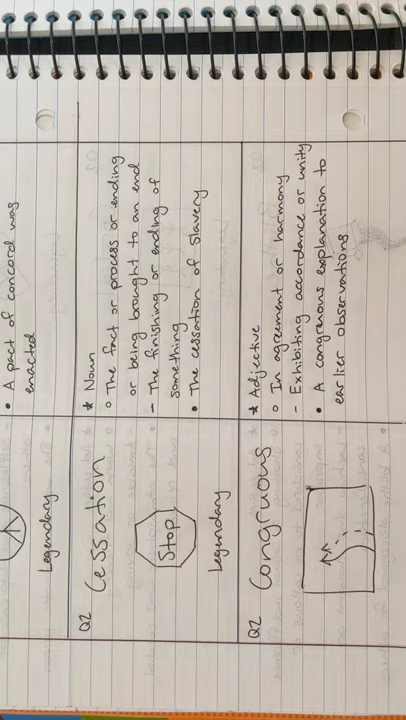 • A pact of concord was
enacted
Legendary
Q2 Cessation
Stop
Legendary
* Noun
o The fact or process or ending
or being brought to an end
- The finishing or ending of
something
• The cessation of slavery
Q2 Congruous
* Adjective
o In agreement or harmony
- Exhibiting accordance or unity
• A congruous explanation to
earlier observations